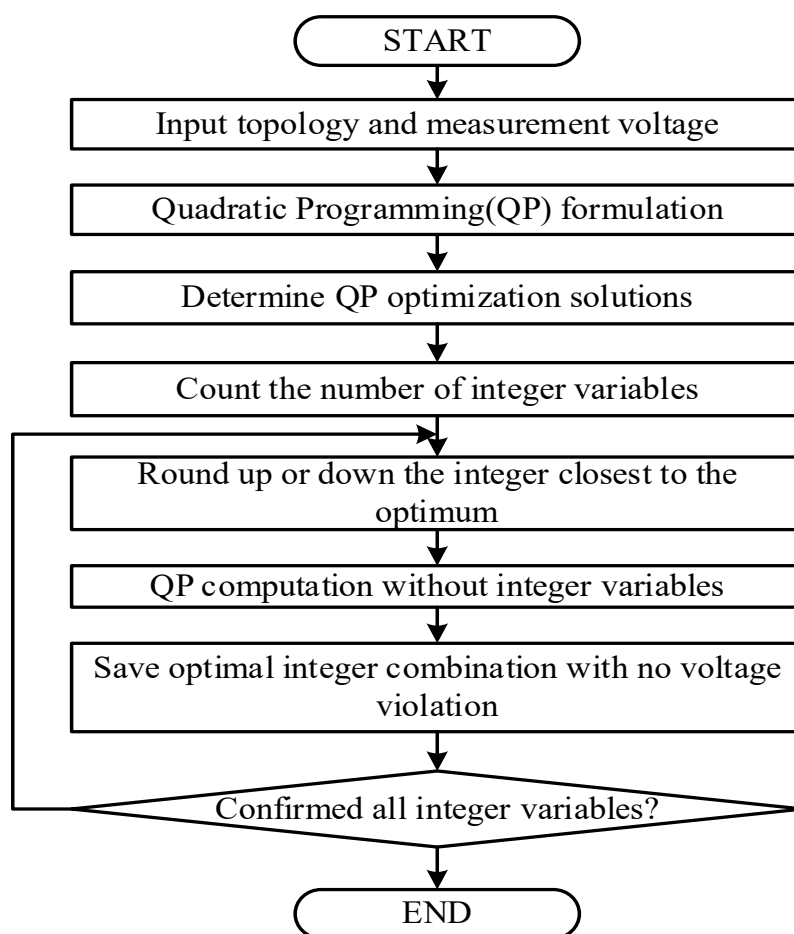 START
Input topology and measurement voltage
Quadratic Programming(QP) formulation
Determine QP optimization solutions
Count the number of integer variables
Round up or down the integer closest to the
optimum
QP computation without integer variables
Save optimal integer combination with no voltage
violation
Confirmed all integer variables?
END